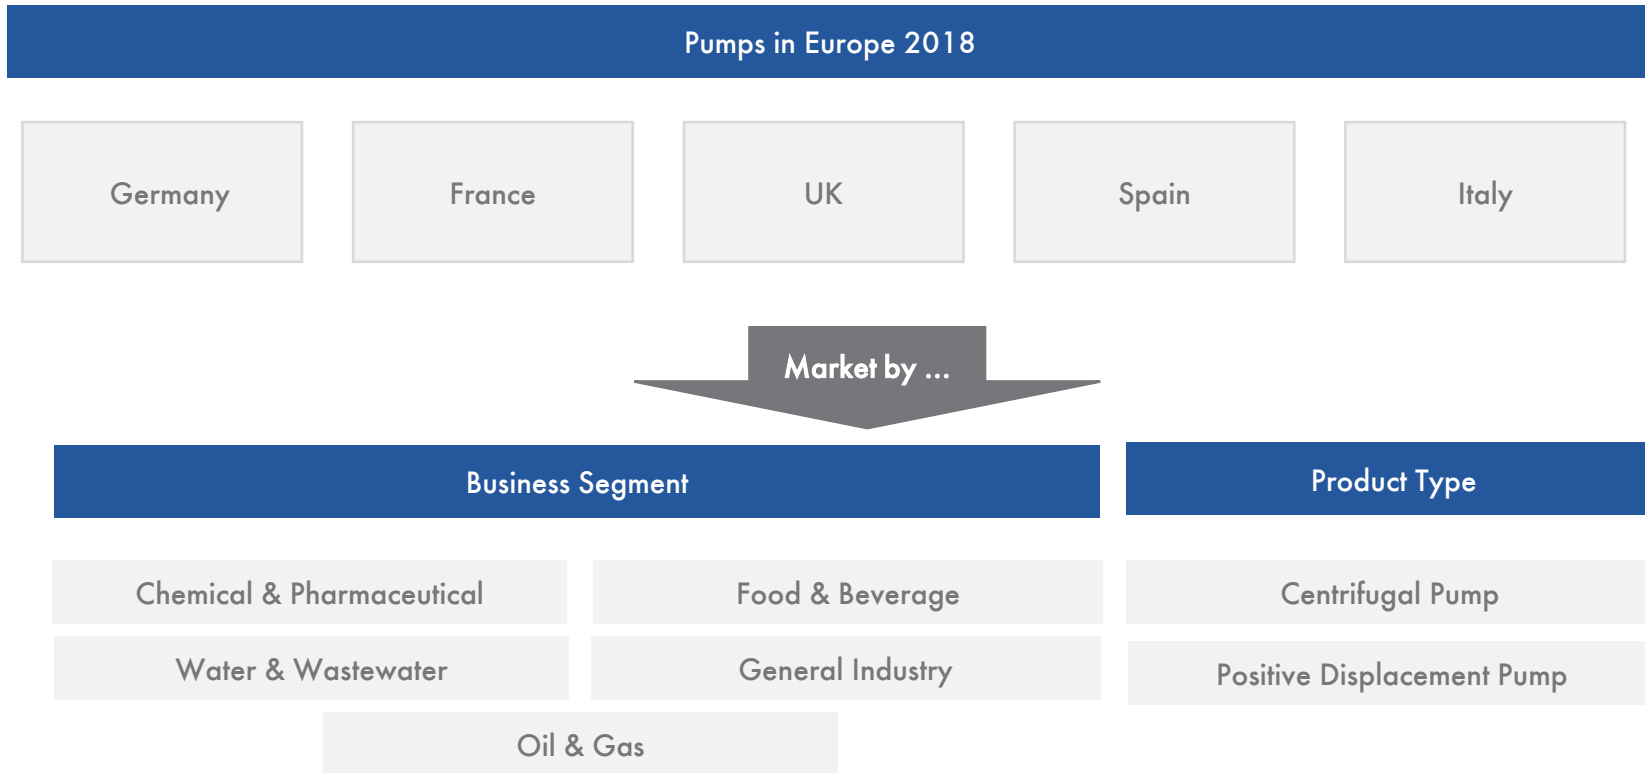 Pumps in Europe 2018
Germany
France
UK
Spain
Italy
Market by ...
Business Segment
Product Type
Chemical & Pharmaceutical
Food & Beverage
Centrifugal Pump
Water & Wastewater
General Industry
Positive Displacement Pump
Oil & Gas